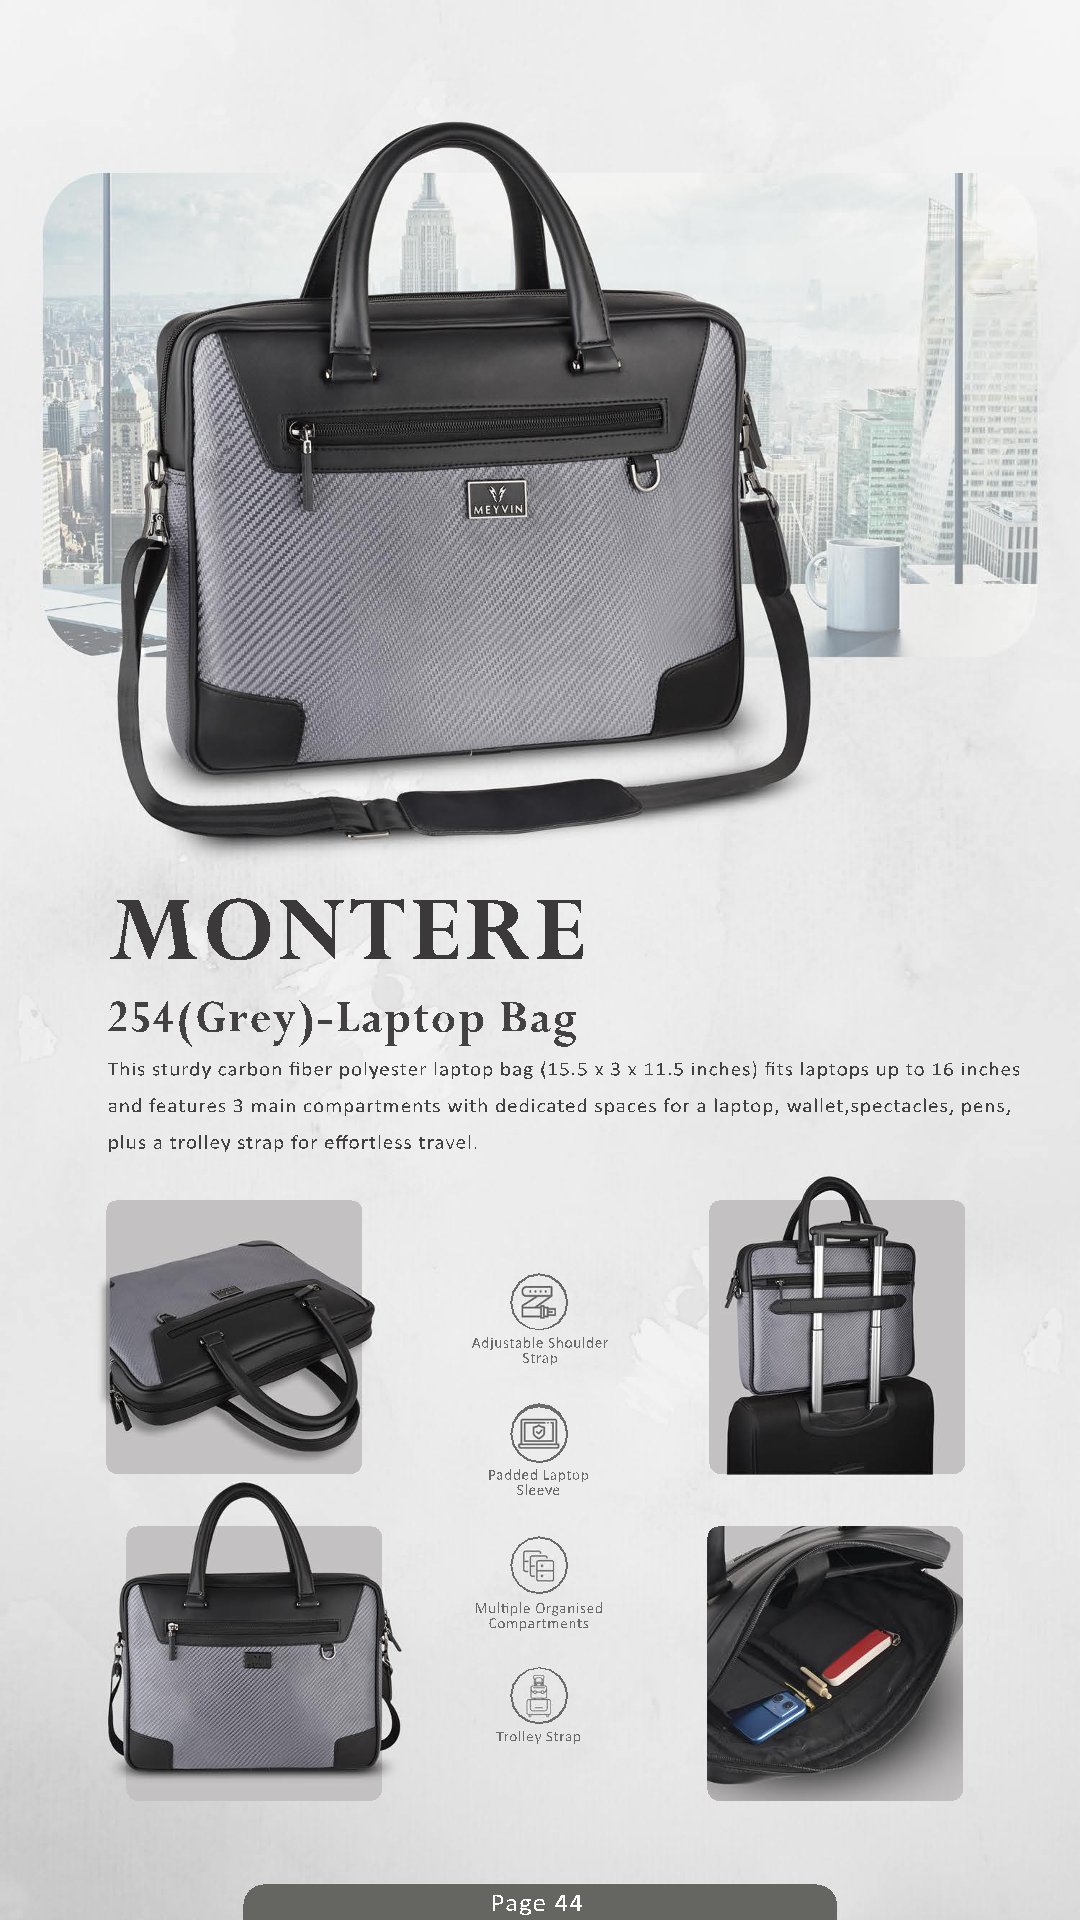 MEYVIN
MONTERE
254(Grey)-Laptop Bag
This sturdy carbon fiber polyester laptop bag (15.5 x 3 x 11.5 inches) fits laptops up to 16 inches
and features 3 main compartments with dedicated spaces for a laptop, wallet,spectacles, pens,
plus a trolley strap for effortless travel.
Adjustable Shoulder
Strap
Padded Laptop
Sleeve
Multiple Organised
Compartments
Trolley Strap
Page 44